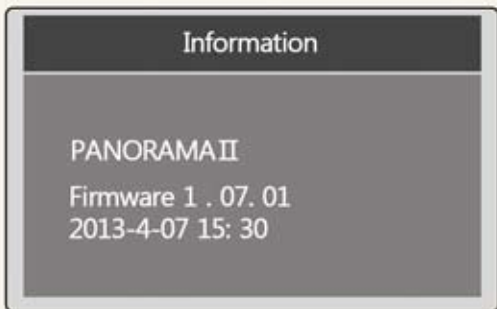 Information
PANORAMAⅡ
Firmware 1 . 07. 01
2013-4-07 15: 30